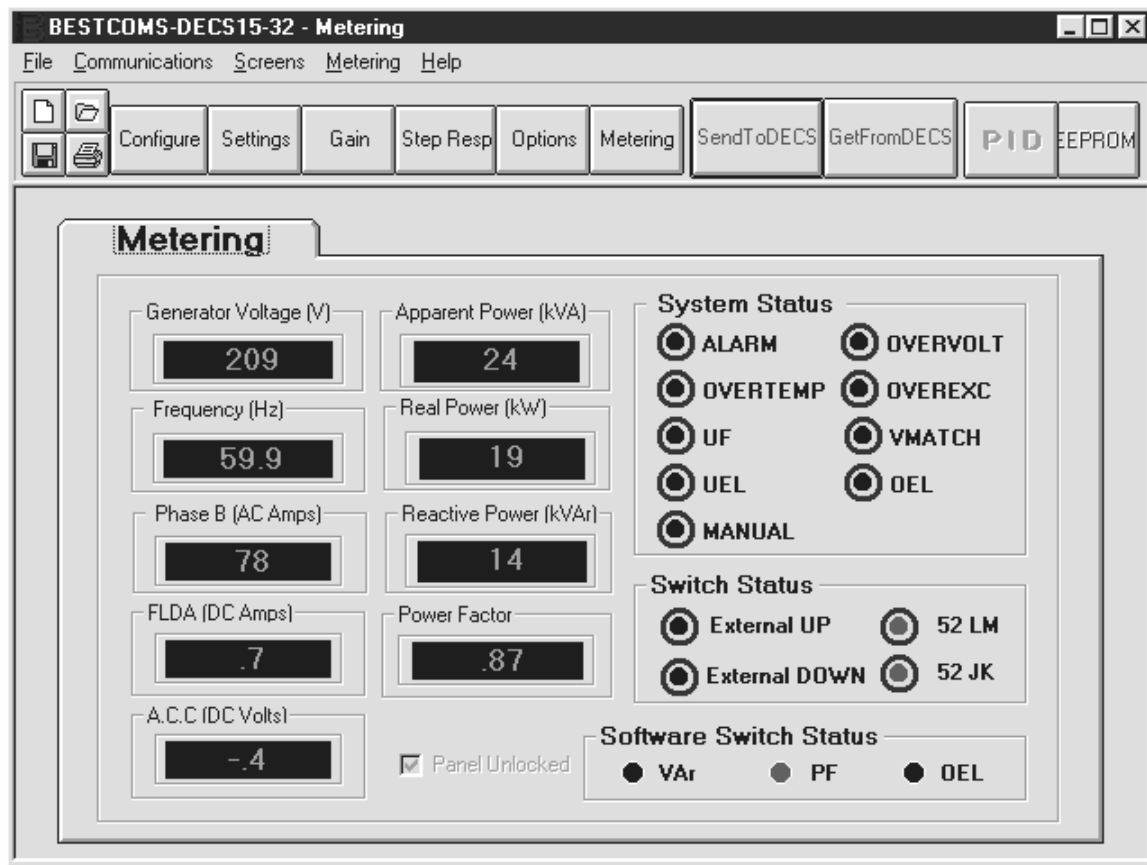 BESTCOMS-DECS15-32 - Metering
File Communications Screens Metering Help
Configure Settings Gain Step Resp Options Metering SendToDECS GetFromDECS PID EEPROM
Metering
Generator Voltage (V)
209
Frequency (Hz)
59.9
Phase B (AC Amps)
78
FLDA (DC Amps)
.7
A.C.C (DC Volts)
-.4
Apparent Power (kVA)
24
Real Power (kW)
19
Reactive Power (kVAr)
14
Power Factor
.87
Panel Unlocked
System Status
ALARM OVERVOLT
OVERTEMP OVEREXC
UF VMATCH
UEL OEL
MANUAL
Switch Status
External UP 52 LM
External DOWN 52 JK
Software Switch Status
VAr PF OEL